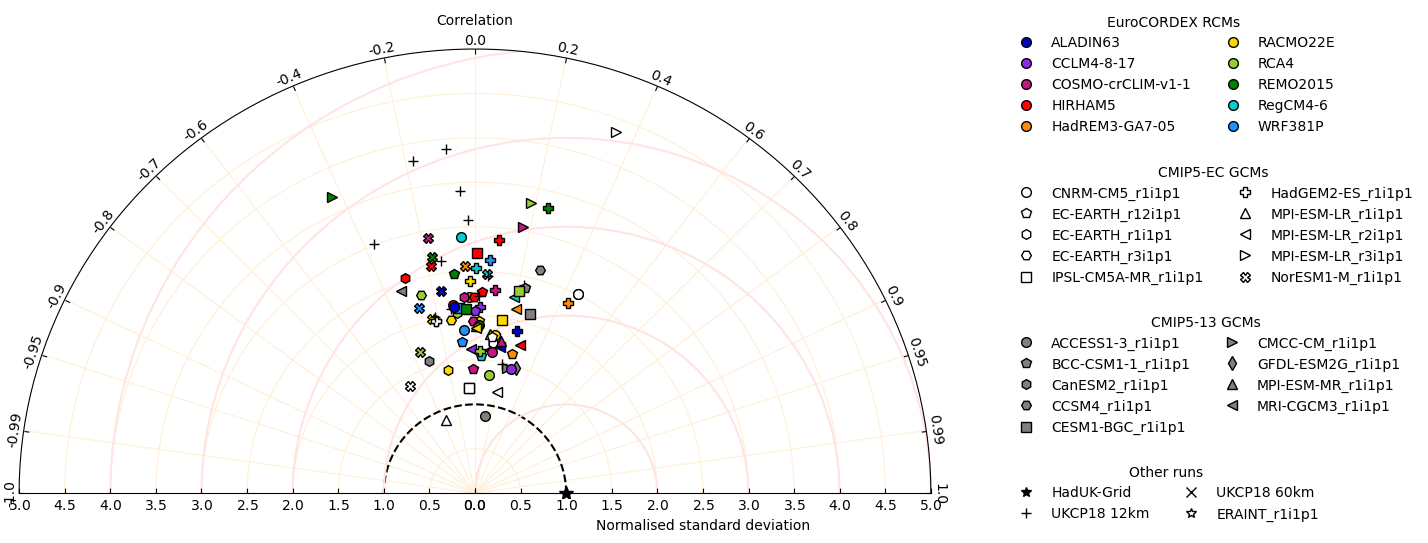 Correlation
0.0
-0.2
0.2
-0.4
0.4
-0.6
0.6
-0.7
0.7
-0.8
0.8
-0.9
0.9
-0.95
0.95
-0.99
0.99
-1.0
1.0
5.0 4.5 4.0 3.5 3.0 2.5 2.0 1.5 1.0 0.5 0.0 0.5 1.0 1.5 2.0 2.5 3.0 3.5 4.0 4.5 5.0
Normalised standard deviation
EuroCORDEX RCMs
ALADIN63
CCLM4-8-17
COSMO-crCLIM-v1-1
HIRHAM5
HadREM3-GA7-05
RACMO22E
RCA4
REMO2015
RegCM4-6
WRF381P
CMIP5-EC GCMs
CNRM-CM5_r1i1p1
EC-EARTH_r12i1p1
EC-EARTH_r1i1p1
EC-EARTH_r3i1p1
IPSL-CM5A-MR_r1i1p1
HadGEM2-ES_r1i1p1
MPI-ESM-LR_r1i1p1
MPI-ESM-LR_r2i1p1
MPI-ESM-LR_r3i1p1
NorESM1-M_r1i1p1
CMIP5-13 GCMs
ACCESS1-3_r1i1p1
BCC-CSM1-1_r1i1p1
CanESM2_r1i1p1
CCSM4_r1i1p1
CESM1-BGC_r1i1p1
CMCC-CM_r1i1p1
GFDL-ESM2G_r1i1p1
MPI-ESM-MR_r1i1p1
MRI-CGCM3_r1i1p1
Other runs
HadUK-Grid
UKCP18 12km
UKCP18 60km
ERAINT_r1i1p1